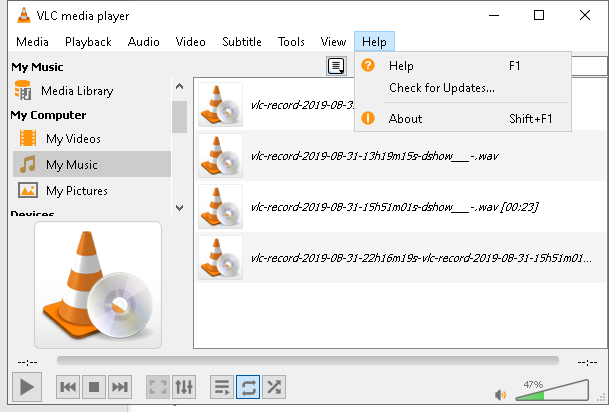 VLC media player
Media Playback Audio Video Subtitle Tools View Help
Help F1
Check for Updates...
About Shift+F1
My Music
Media Library
My Computer
My Videos
My Music
My Pictures
Devices
vlc-record-2019-08-3
vlc-record-2019-08-31-13h19m15s-dshow___-,wav
vlc-record-2019-08-31-15h51m01s-dshow___-,wav [00:23]
vlc-record-2019-08-31-22h16m19s-vlc-record-2019-08-31-15h51m01...
--:-- --:--
47%